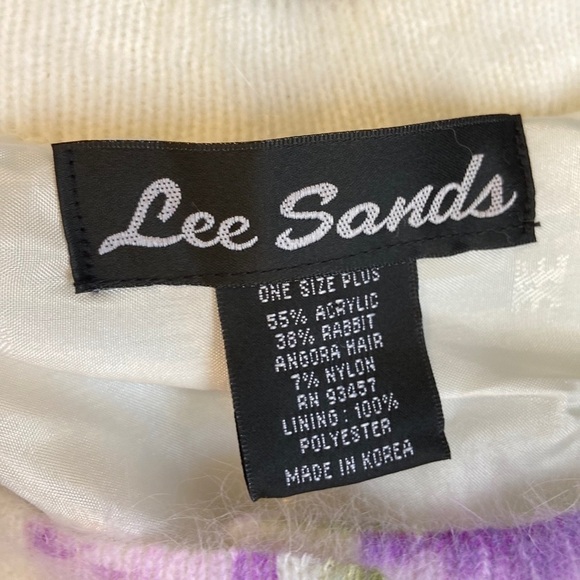 Lee Sands
ONE SIZE PLUS
55% ACRYLIC
38% RABBIT
ANGORA HAIR
7% NYLON
RN 93457
LINING: 100%
POLYESTER
MADE IN KOREA